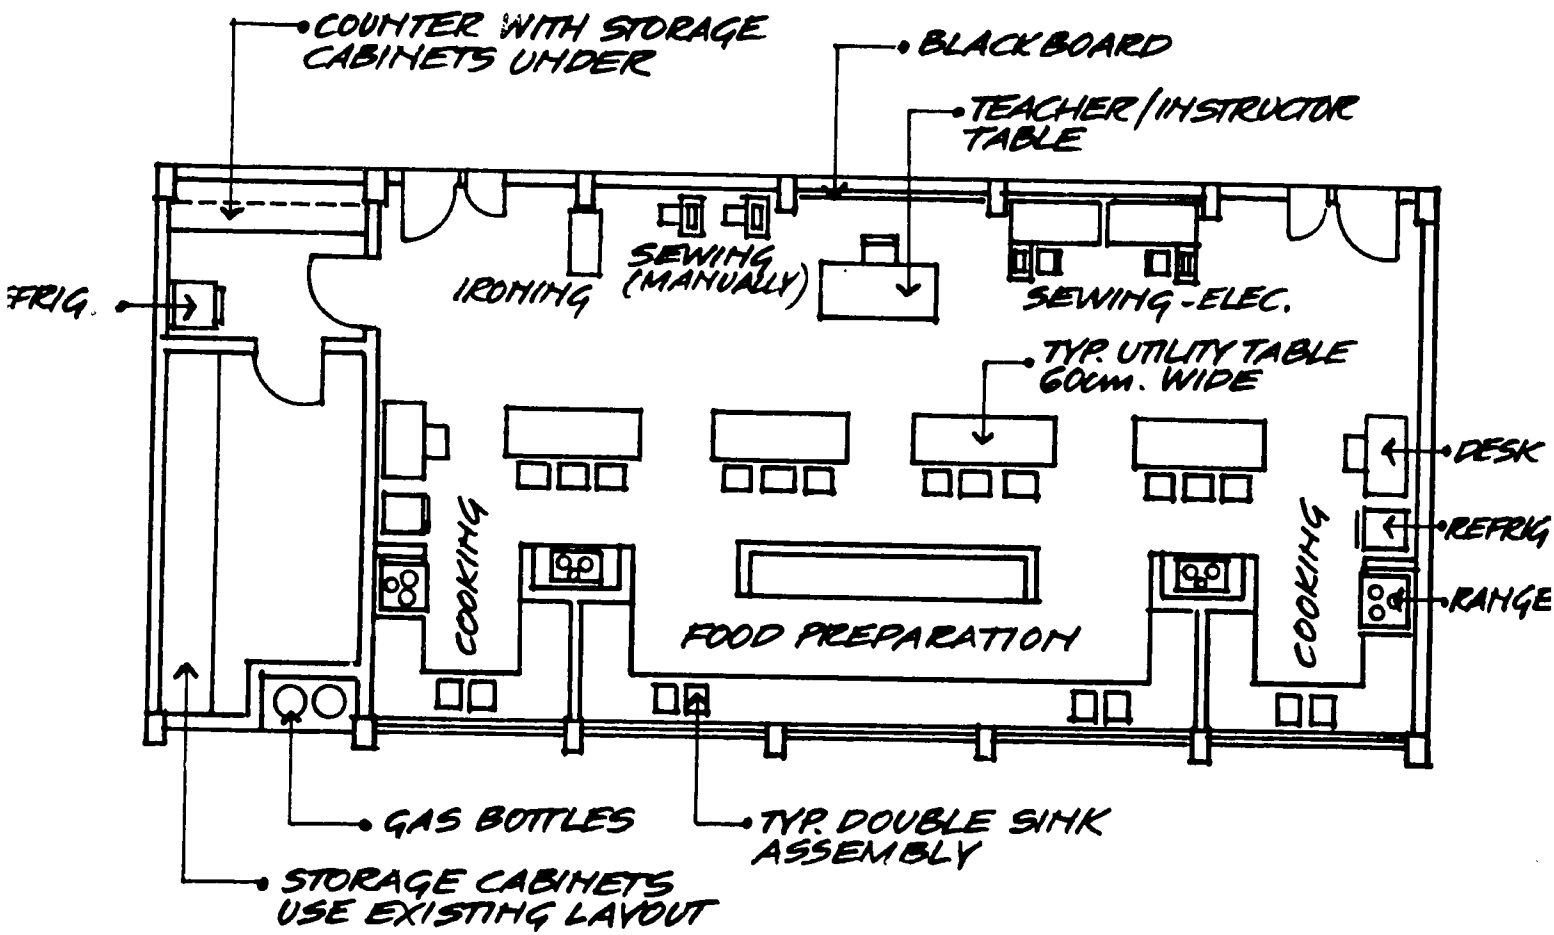 COUNTER WITH STORAGE
CABINETS UNDER
BLACKBOARD
TEACHER/INSTRUCTOR
TABLE
IRONING
SEWING
(MANUALLY)
SEWING-ELEC.
EFRIG.
TYP. UTILITY TABLE
60cm. WIDE
DESK
REFRIG
RANGE
COOKING
COOKING
FOOD PREPARATION
GAS BOTTLES
TYP. DOUBLE SINK
ASSEMBLY
STORAGE CABINETS
USE EXISTING LAYOUT